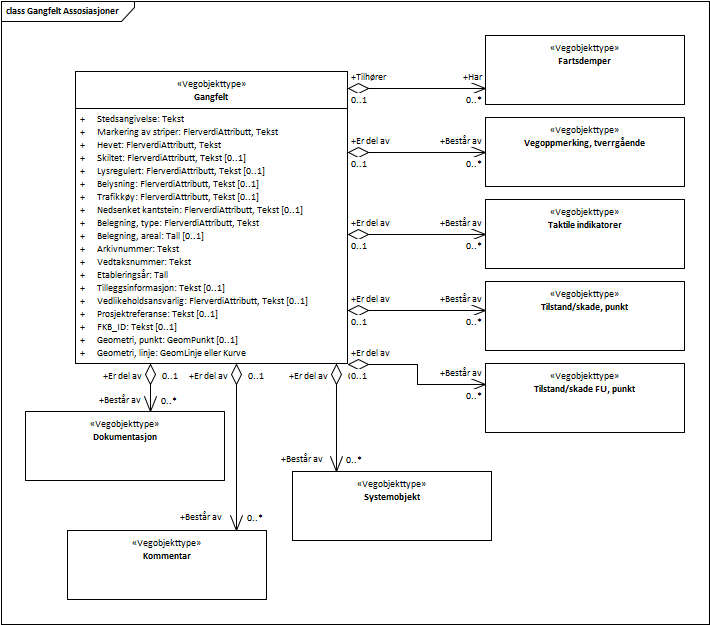 class Gangfelt Assosiasjoner
«Vegobjekttype»
Gangfelt
+ Stedsangivelse: Tekst
+ Markering av striper: FlerverdiAttributt, Tekst
+ Hevet: FlerverdiAttributt, Tekst
+ Skiltet: FlerverdiAttributt, Tekst [0..1]
+ Lysregulert: FlerverdiAttributt, Tekst [0..1]
+ Belysning: FlerverdiAttributt, Tekst [0..1]
+ Trafikkøy: FlerverdiAttributt, Tekst [0..1]
+ Nedsenket kantstein: FlerverdiAttributt, Tekst [0..1]
+ Belegning, type: FlerverdiAttributt, Tekst
+ Belegning, areal: Tall [0..1]
+ Arkivnummer: Tekst
+ Vedtaksnummer: Tekst
+ Etableringsår: Tall
+ Tilleggsinformasjon: Tekst [0..1]
+ Vedlikeholdsansvarlig: FlerverdiAttributt, Tekst [0..1]
+ Prosjektreferanse: Tekst [0..1]
+ FKB_ID: Tekst [0..1]
+ Geometri, punkt: GeomPunkt [0..1]
+ Geometri, linje: GeomLinje eller Kurve
+Tilhører +Har
0..1 0..*
«Vegobjekttype»
Fartsdemper
+Er del av +Består av
0..1 0..*
«Vegobjekttype»
Vegoppmerking, tverrgående
+Er del av +Består av
0..1 0..*
«Vegobjekttype»
Taktile indikatorer
+Er del av +Består av
0..1 0..*
«Vegobjekttype»
Tilstand/skade, punkt
+Er del av
0..1
+Består av
0..*
«Vegobjekttype»
Tilstand/skade FU, punkt
+Er del av 0..1
+Består av 0..*
«Vegobjekttype»
Dokumentasjon
+Er del av 0..1
+Består av 0..*
«Vegobjekttype»
Kommentar
+Er del av
+Består av 0..*
«Vegobjekttype»
Systemobjekt